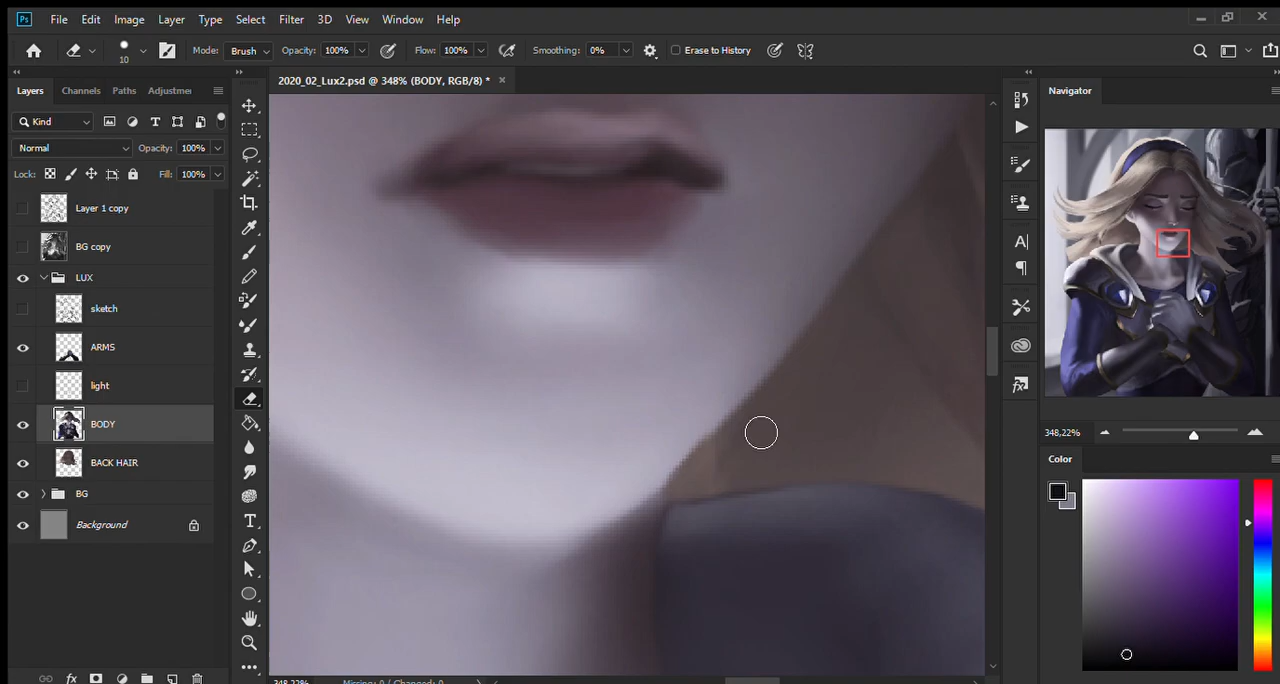 Ps File Edit Image Layer Type Select Filter 3D View Window Help
10 Mode: Brush Opacity: 100% Flow: 100% Smoothing: 0% Erase to History
Layers Channels Paths Adjustmer
2020_02_Lux2.psd @ 348% (BODY, RGB/8) *
Navigator
Kind
Normal Opacity: 100%
Lock: Fill: 100%
Layer 1 copy
BG copy
LUX
sketch
ARMS
light
BODY
BACK HAIR
BG
Background
348,22%
Color
348,22% Missing: 0 / Changed: 0